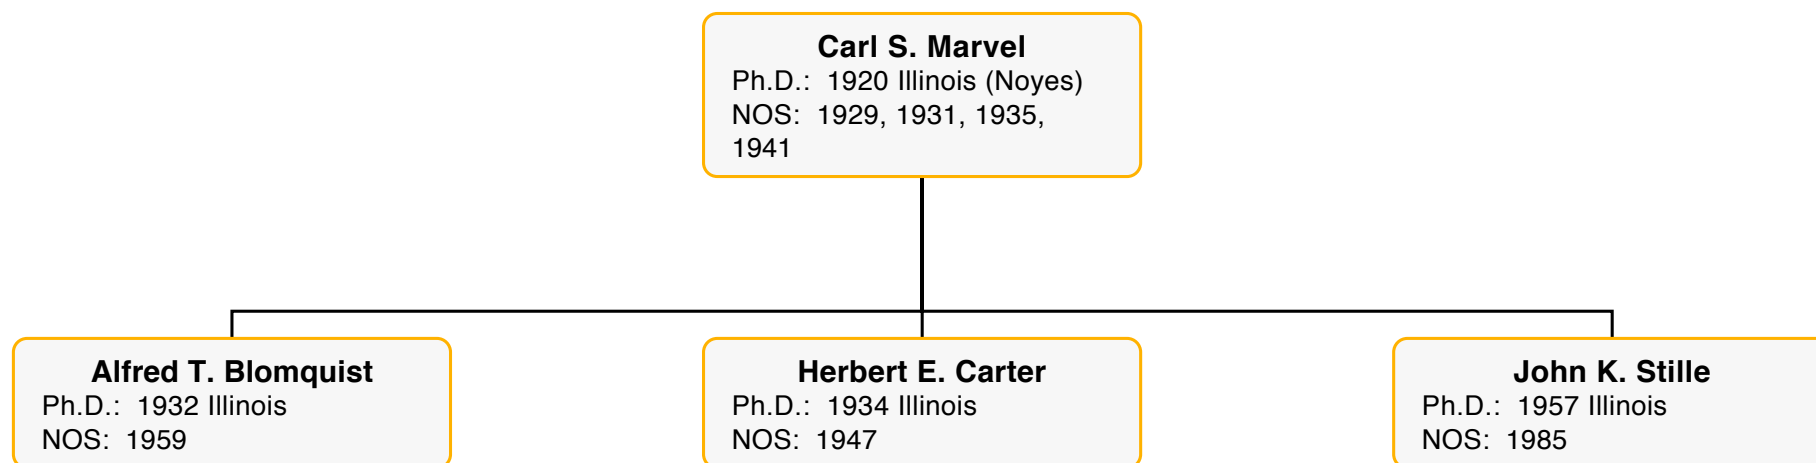 Carl S. Marvel
Ph.D.:  1920 Illinois (Noyes)
NOS:  1929, 1931, 1935,
1941
Alfred T. Blomquist
Ph.D.:  1932 Illinois
NOS:  1959
Herbert E. Carter
Ph.D.:  1934 Illinois
NOS:  1947
John K. Stille
Ph.D.:  1957 Illinois
NOS:  1985